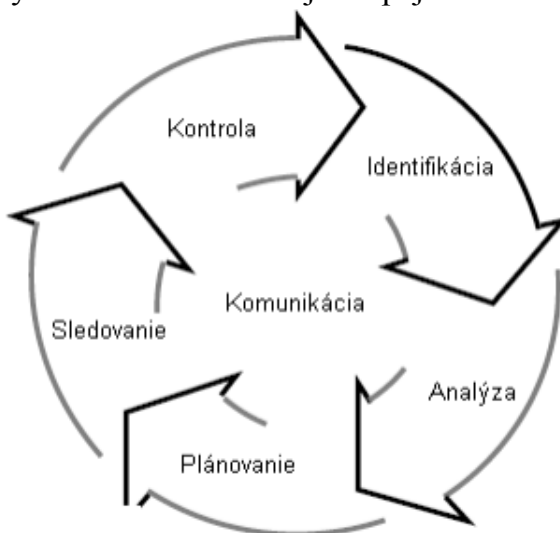 Kontrola
Identifikácia
Komunikácia
Sledovanie
Analýza
Plánovanie